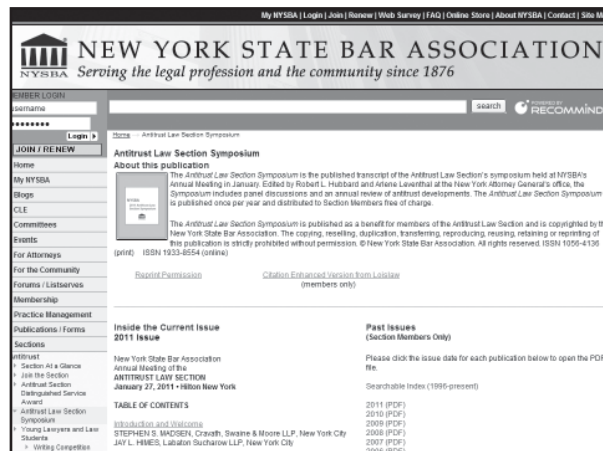 My NYSBA | Login | Join | Renew | Web Survey | FAQ | Online Store | About NYSBA | Contact | Site M
NEW YORK STATE BAR ASSOCIATION
NYSBA
Serving the legal profession and the community since 1876
EMBER LOGIN
sername
Login
JOIN / RENEW
Home
My NYSBA
Blogs
CLE
Committees
Events
For Attorneys
For the Community
Forums / Listserves
Membership
Practice Management
Publications / Forms
Sections
ntitrust
Section At a Glance
Join the Section
Antitrust Section
Distinguished Service
Award
Antitrust Law Section
Symposium
Young Lawyers and Law
Students
Writing Competition
search
POWERED BY
RECOMMIND
Home → Antitrust Law Section Symposium
Antitrust Law Section Symposium
About this publication
The Antitrust Law Section Symposium is the published transcript of the Antitrust Law Section's symposium held at NYSBA's
Annual Meeting in January. Edited by Robert L. Hubbard and Arlene Leventhal at the New York Attorney General's office, the
Symposium includes panel discussions and an annual review of antitrust developments. The Antitrust Law Section Symposium
is published once per year and distributed to Section Members free of charge.
The Antitrust Law Section Symposium is published as a benefit for members of the Antitrust Law Section and is copyrighted by th
New York State Bar Association. The copying, reselling, duplication, transferring, reproducing, reusing, retaining or reprinting of
this publication is strictly prohibited without permission. © New York State Bar Association. All rights reserved. ISSN 1056-4136
(print) ISSN 1933-8554 (online)
Reprint Permission
Citation Enhanced Version from Loislaw
(members only)
Inside the Current Issue
2011 Issue
New York State Bar Association
Annual Meeting of the
ANTITRUST LAW SECTION
January 27, 2011 • Hilton New York
TABLE OF CONTENTS
Introduction and Welcome
STEPHEN S. MADSEN, Cravath, Swaine & Moore LLP, New York City
JAY L. HIMES, Labaton Sucharow LLP, New York City
Past Issues
(Section Members Only)
Please click the issue date for each publication below to open the PDF
file.
Searchable Index (1996-present)
2011 (PDF)
2010 (PDF)
2009 (PDF)
2008 (PDF)
2007 (PDF)
2006 (PDF)